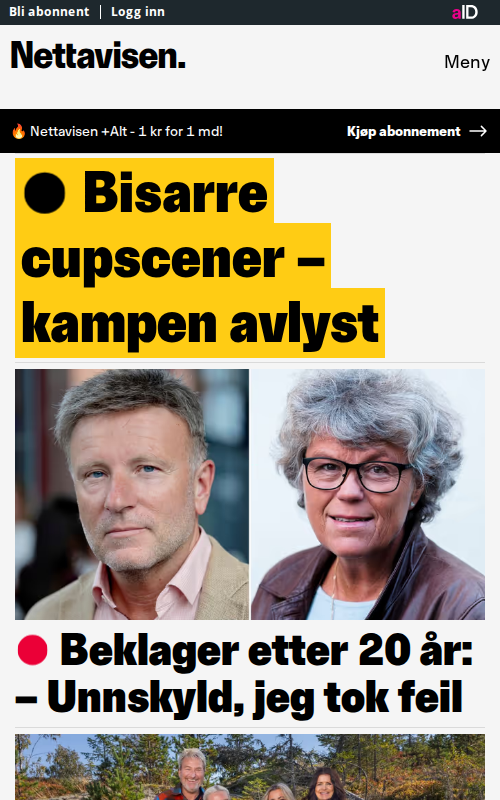 Bli abonnent | Logg inn
aID
Nettavisen.
Meny
🔥 Nettavisen +Alt - 1 kr for 1 md!
Kjøp abonnement →
Bisarre
cupscener –
kampen avlyst
Beklager etter 20 år:
– Unnskyld, jeg tok feil